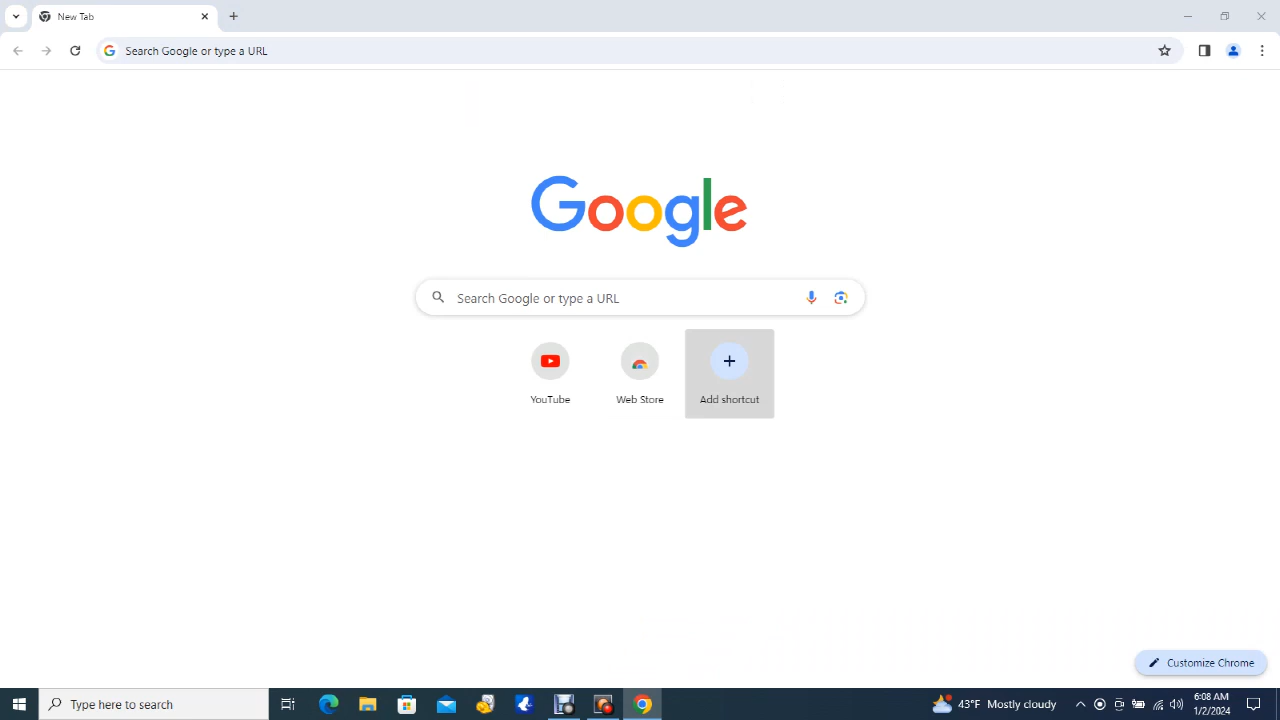 New Tab
Search Google or type a URL
Google
Search Google or type a URL
YouTube
Web Store
Add shortcut
Customize Chrome
Type here to search
43°F Mostly cloudy
6:08 AM
1/2/2024